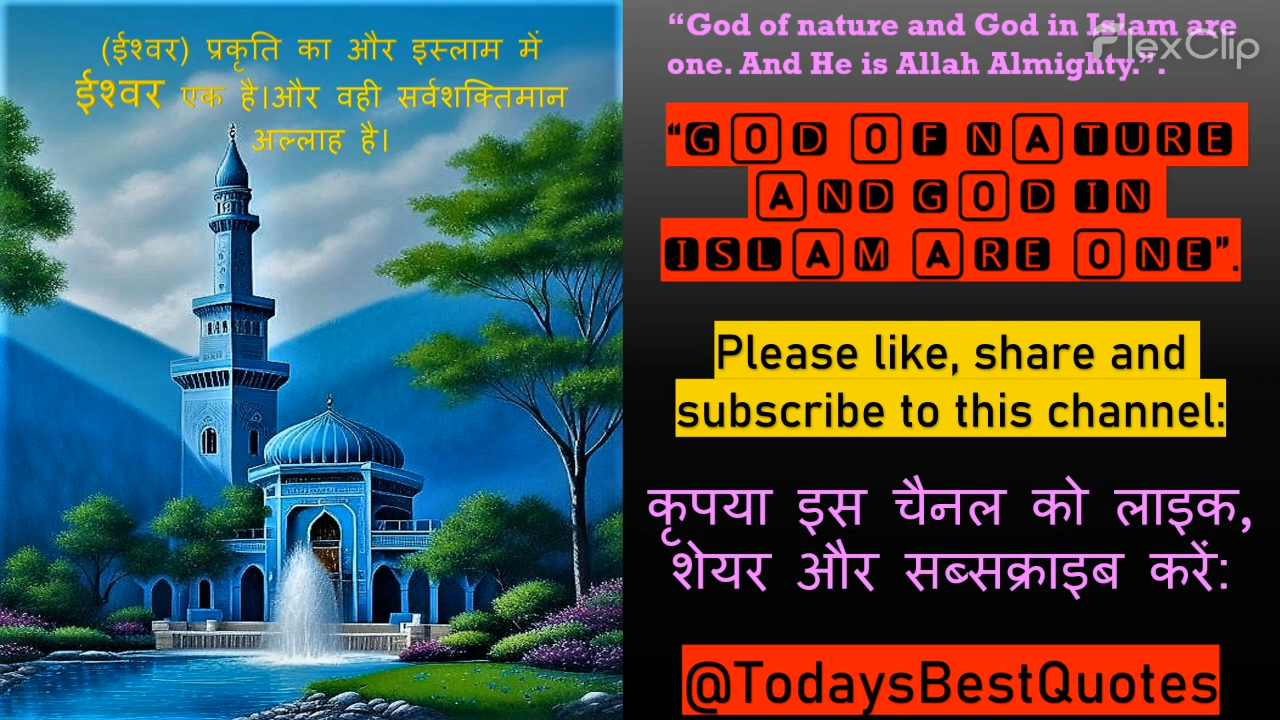 (ईश्वर) प्रकृति का और इस्लाम में
ईश्वर एक है।और वही सर्वशक्तिमान
अल्लाह है।
“God of nature and God in Islam are
one. And He is Allah Almighty.”.
FlexClip
“GOD OF NATURE
AND GOD IN
ISLAM ARE ONE”.
Please like, share and
subscribe to this channel:
कृपया इस चैनल को लाइक,
शेयर और सब्सक्राइब करें:
@TodaysBestQuotes